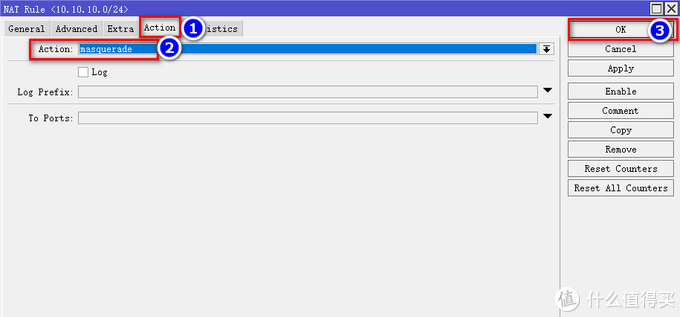 NAT Rule <10.10.10.0/24>
General Advanced Extra Action 1 istics
Action: masquerade 2
Log
Log Prefix:
To Ports:
OK 3
Cancel
Apply
Enable
Comment
Copy
Remove
Reset Counters
Reset All Counters
值 什么值得买